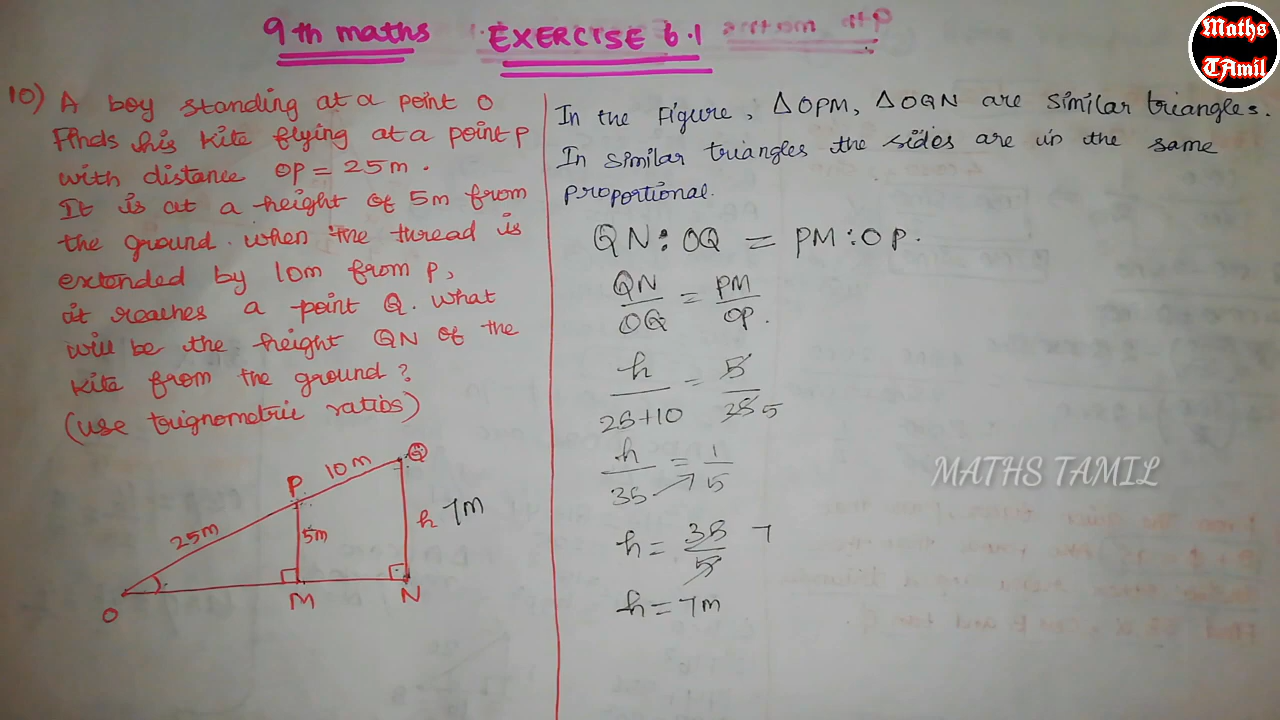 9th maths EXERCISE 6.1
Maths
TAmil
10) A boy standing at a point O
Finds his kite flying at a point P
with distance OP = 25m.
It is at a height of 5m from
the ground. when the thread is
extended by 10m from P,
it reaches a point Q. what
will be the height QN of the
kite from the ground?
(use trignometric ratios)
P 10m Q
25m 5m h 7m
O M N
In the Figure, △OPM, △OQN are similar triangles.
In similar triangles the sides are in the same
proportional.
QN:OQ = PM:OP.
QN/OQ = PM/OP.
h/25+10 = 5/25 5
h/35 = 1/5
h = 35/5 7
h = 7m
MATHS TAMIL